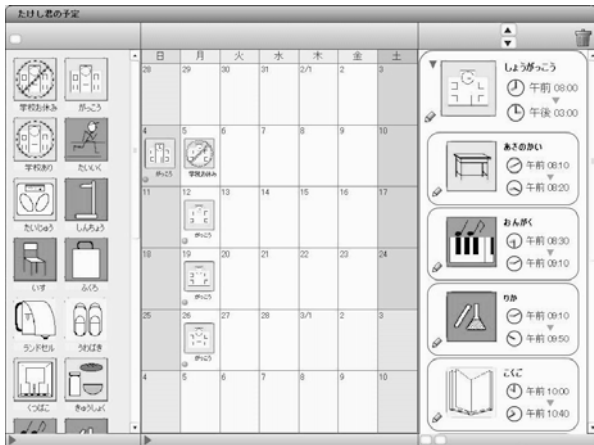 たけし君の予定
学校お休み
がっこう
学校あり
たいいく
たいじゅう
しんちょう
いす
ふくろ
ランドセル
うわばき
くつばこ
きゅうしょく
日 月 火 水 木 金 土
28 29 30 31 2/1 2 3
4 5 6 7 8 9 10
がっこう 学校お休み
11 12 13 14 15 16 17
がっこう
18 19 20 21 22 23 24
がっこう
25 26 27 28 3/1 2 3
がっこう
4 5 6 7 8 9 10
しょうがっこう
午前 08:00
午後 03:00
あさのかい
午前 08:10
午前 08:20
おんがく
午前 08:30
午前 09:10
りか
午前 09:10
午前 09:50
こくご
午前 10:00
午前 10:40